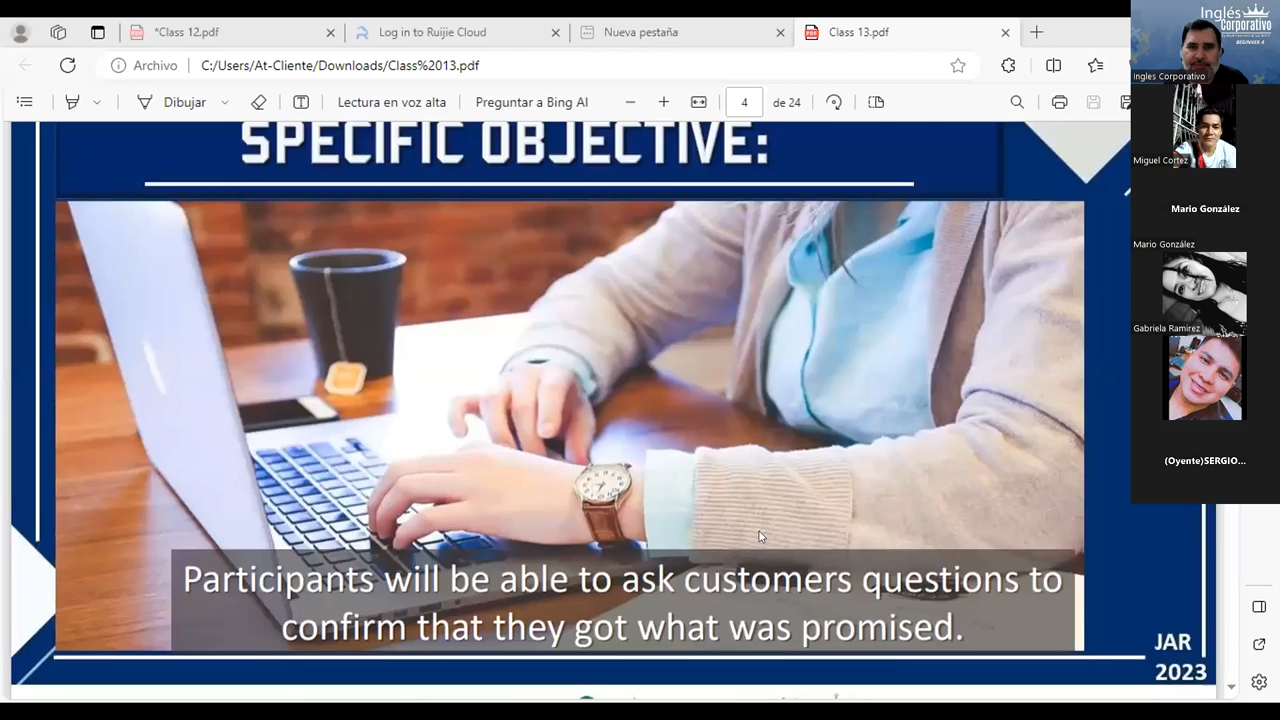 *Class 12.pdf
Log in to Ruijie Cloud
Nueva pestaña
Class 13.pdf
Archivo
C:/Users/At-Cliente/Downloads/Class%2013.pdf
Dibujar
Lectura en voz alta
Preguntar a Bing AI
4
de 24
SPECIFIC OBJECTIVE:
Participants will be able to ask customers questions to
confirm that they got what was promised.
JAR
2023
Inglés
Corporativo
BEGINNER 4
Ingles Corporativo
Miguel Cortez
Mario González
Mario González
Gabriela Ramirez
(Oyente)SERGIO...